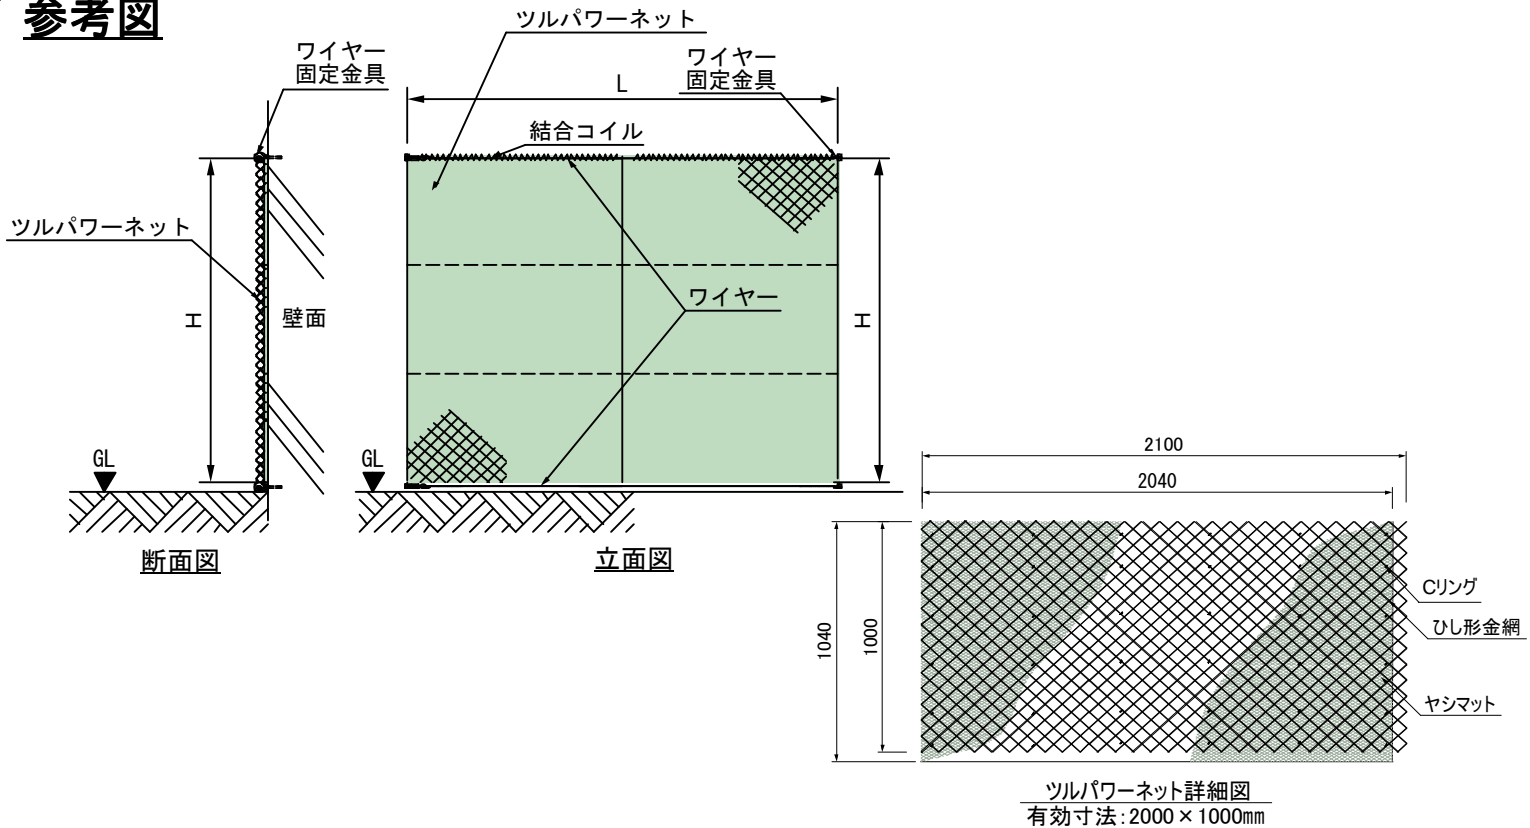 参考図
ワイヤー
固定金具
ツルパワーネット
H
壁面
GL
断面図
ツルパワーネット
ワイヤー
固定金具
L
結合コイル
ワイヤー
H
GL
立面図
2100
2040
1040
1000
Cリング
ひし形金網
ヤシマット
ツルパワーネット詳細図
有効寸法:2000×1000㎜